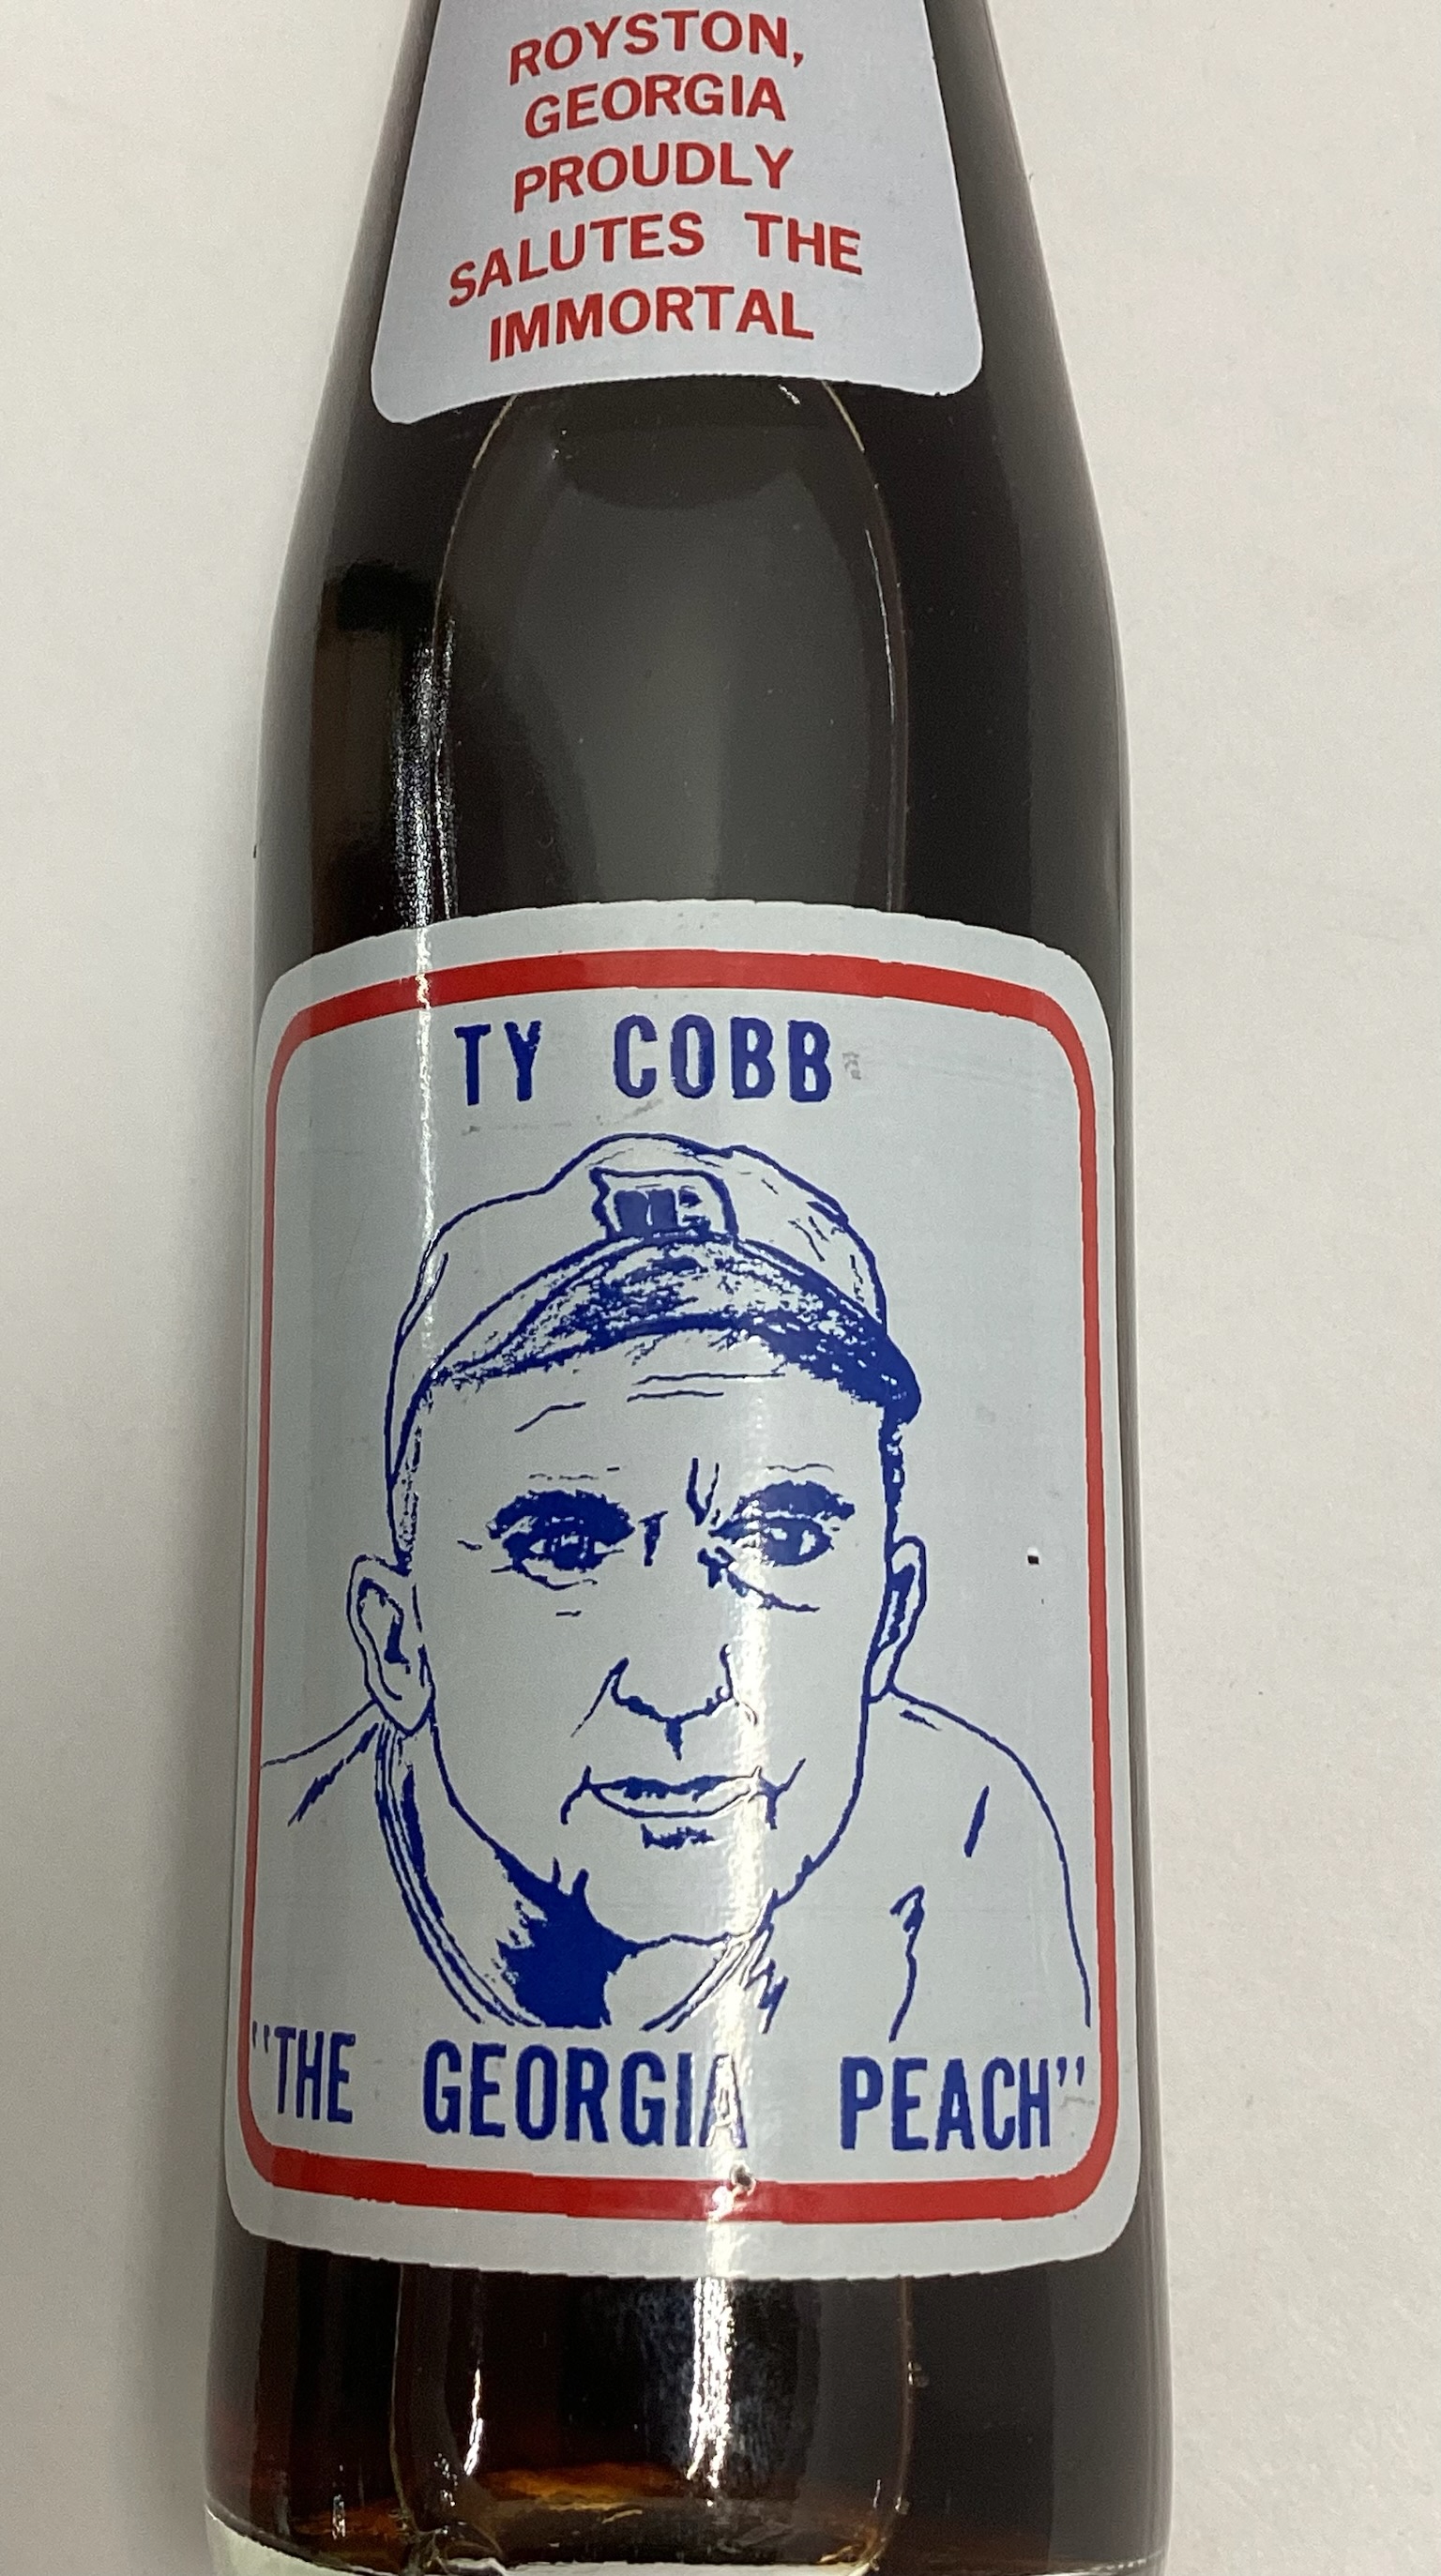 ROYSTON,
GEORGIA
PROUDLY
SALUTES THE
IMMORTAL
TY COBB
"THE GEORGIA PEACH"